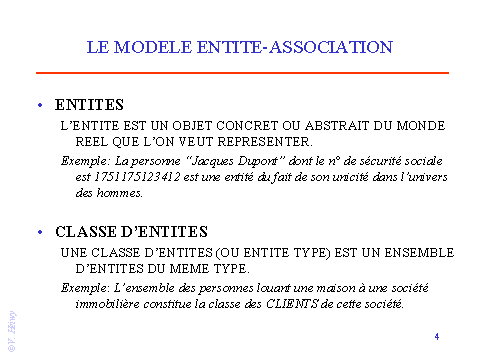 LE MODELE ENTITE-ASSOCIATION
• ENTITES
L'ENTITE EST UN OBJET CONCRET OU ABSTRAIT DU MONDE
REEL QUE L'ON VEUT REPRESENTER.
Exemple: La personne “Jacques Dupont” dont le n° de sécurité sociale
est 1751175123412 est une entité du fait de son unicité dans l'univers
des hommes.
• CLASSE D'ENTITES
UNE CLASSE D'ENTITES (OU ENTITE TYPE) EST UN ENSEMBLE
D'ENTITES DU MEME TYPE.
Exemple: L'ensemble des personnes louant une maison à une société
immobilière constitue la classe des CLIENTS de cette société.
4